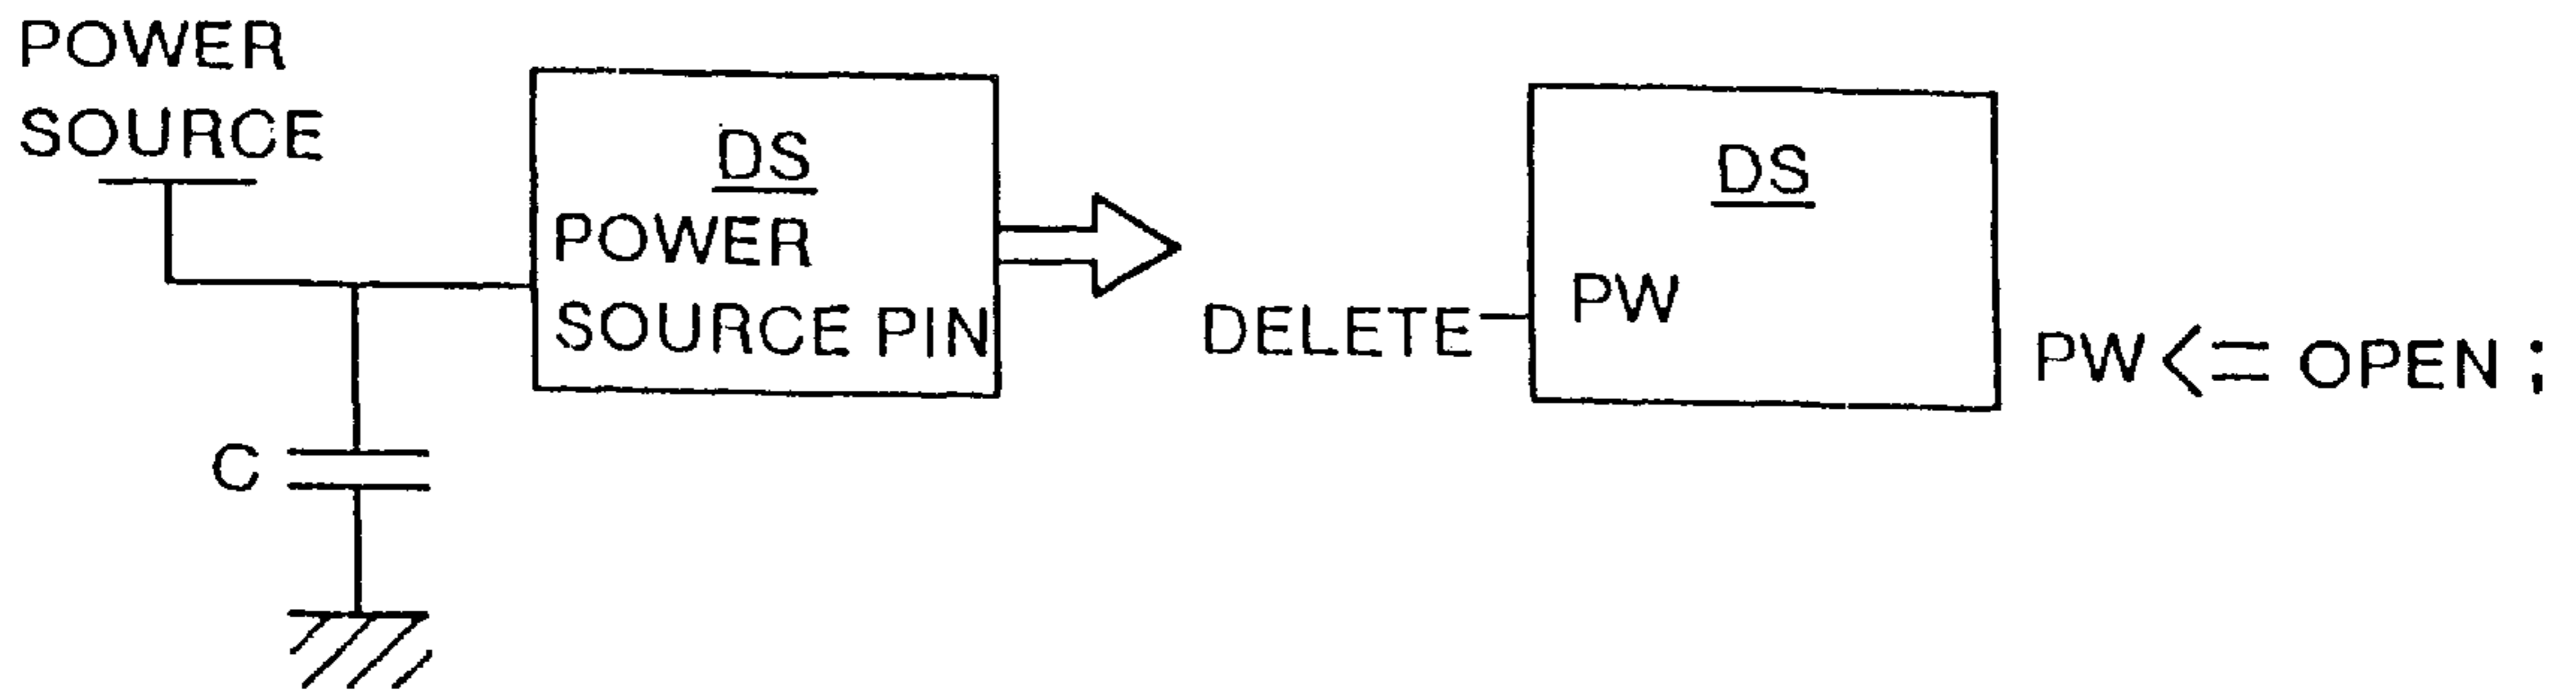 POWER
SOURCE
DS
POWER
SOURCE PIN
C
DELETE
DS
PW
PW <= OPEN ;